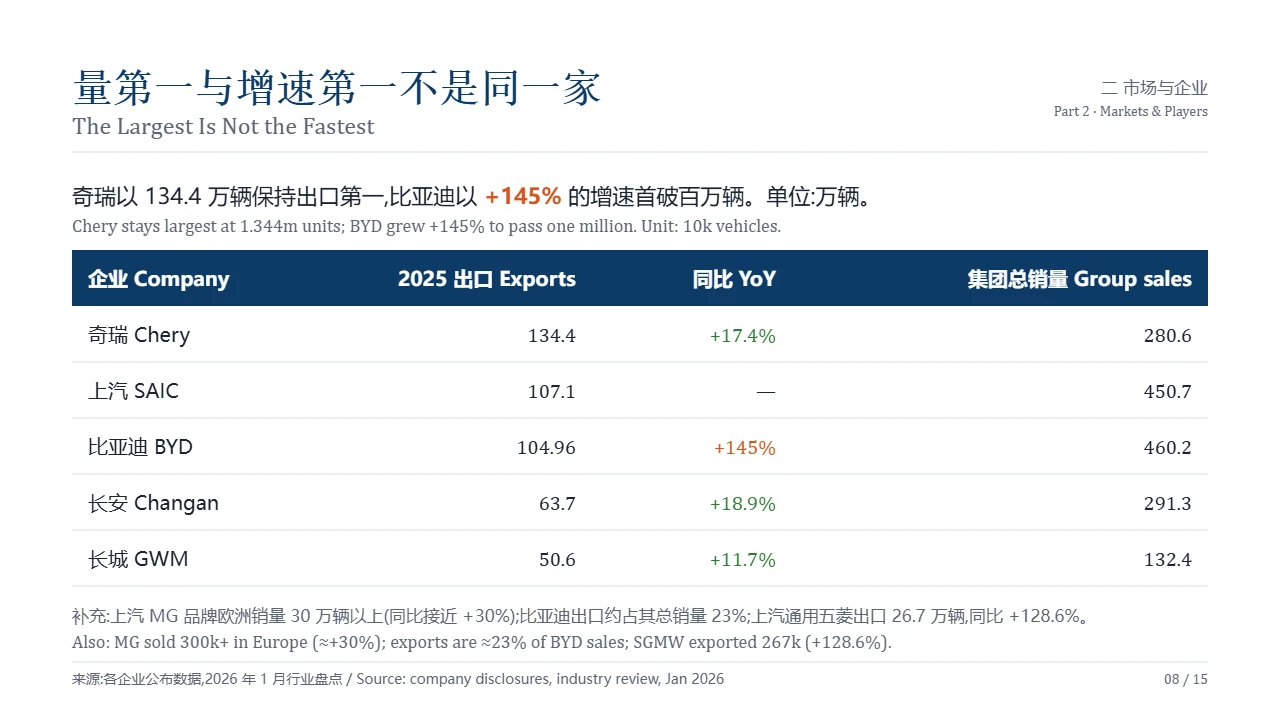 量第一与增速第一不是同一家
The Largest Is Not the Fastest
二 市场与企业
Part 2 · Markets & Players
奇瑞以 134.4 万辆保持出口第一,比亚迪以 +145% 的增速首破百万辆。单位:万辆。
Chery stays largest at 1.344m units; BYD grew +145% to pass one million. Unit: 10k vehicles.
企业 Company 2025 出口 Exports 同比 YoY 集团总销量 Group sales
奇瑞 Chery 134.4 +17.4% 280.6
上汽 SAIC 107.1 — 450.7
比亚迪 BYD 104.96 +145% 460.2
长安 Changan 63.7 +18.9% 291.3
长城 GWM 50.6 +11.7% 132.4
补充:上汽 MG 品牌欧洲销量 30 万辆以上(同比接近 +30%);比亚迪出口约占其总销量 23%;上汽通用五菱出口 26.7 万辆,同比 +128.6%。
Also: MG sold 300k+ in Europe (≈+30%); exports are ≈23% of BYD sales; SGMW exported 267k (+128.6%).
来源:各企业公布数据,2026 年 1 月行业盘点 / Source: company disclosures, industry review, Jan 2026
08 / 15